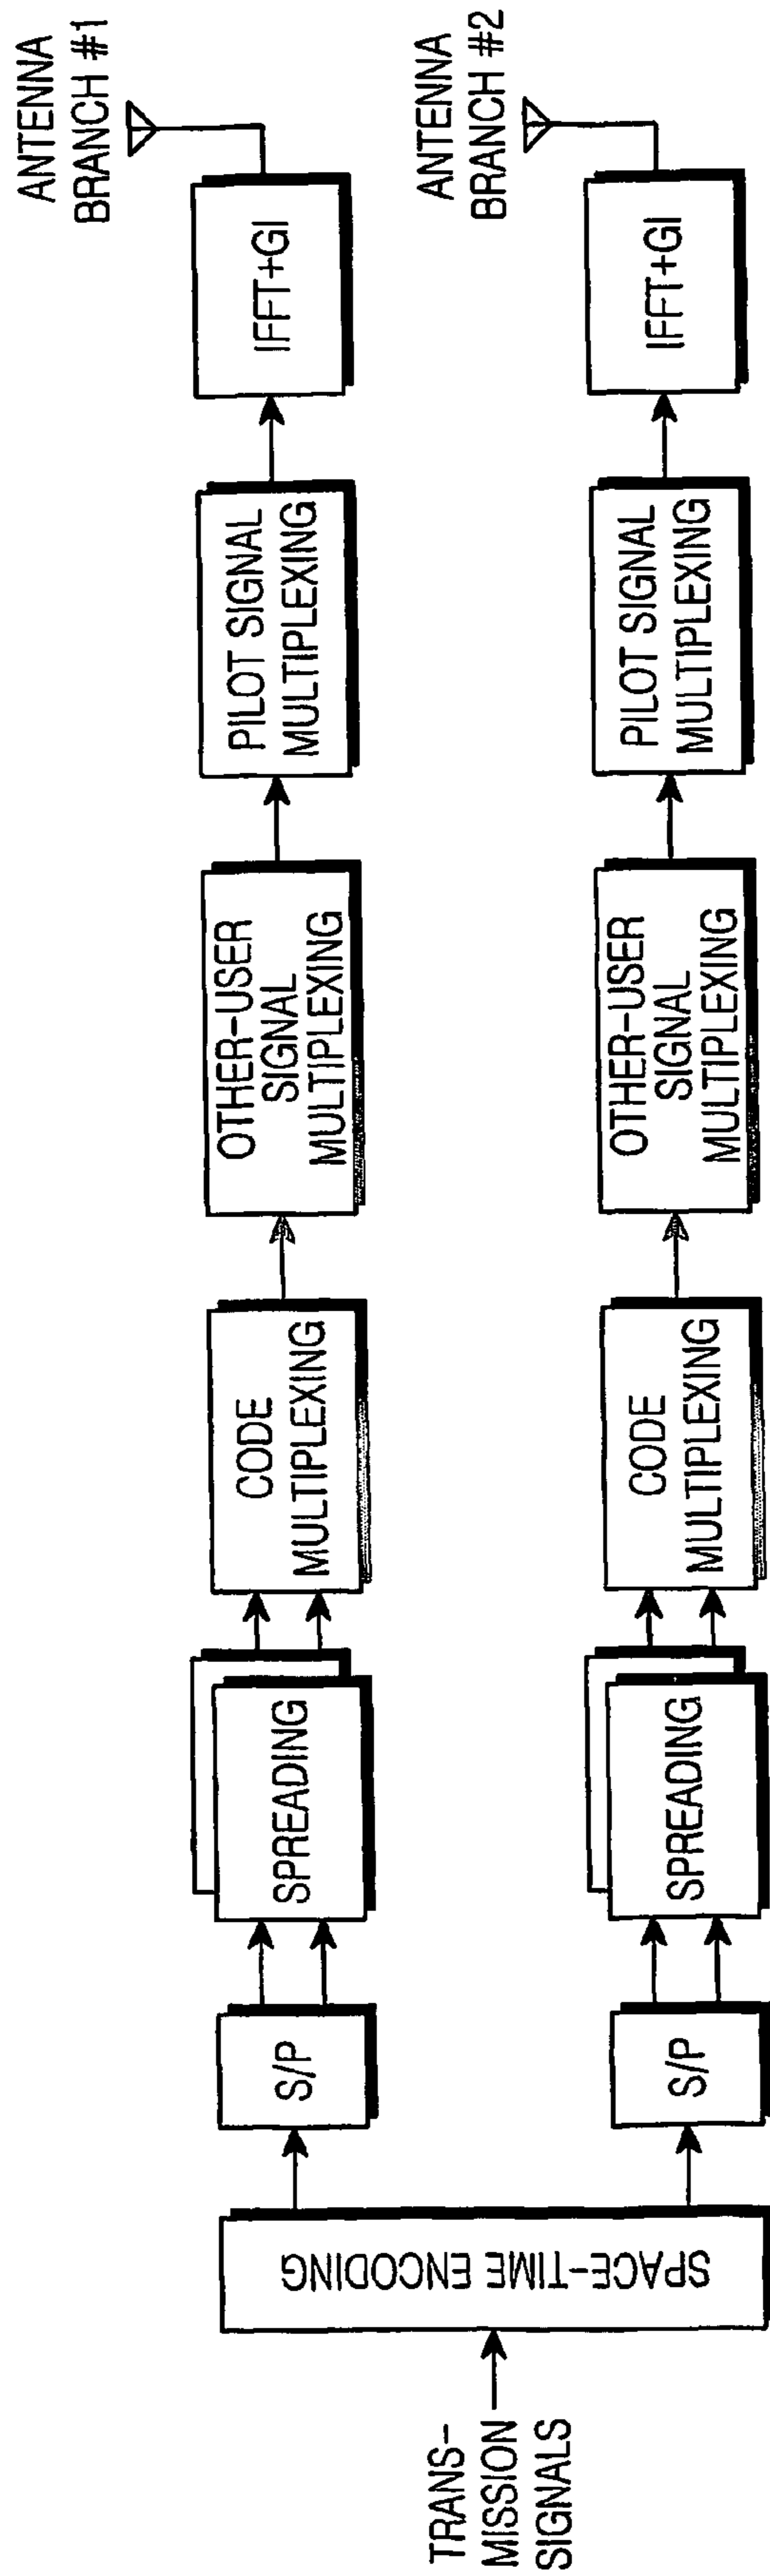 TRANS-
MISSION
SIGNALS
SPACE-TIME ENCODING
S/P
SPREADING
CODE
MULTIPLEXING
OTHER-USER
SIGNAL
MULTIPLEXING
PILOT SIGNAL
MULTIPLEXING
IFFT+GI
ANTENNA
BRANCH #1
S/P
SPREADING
CODE
MULTIPLEXING
OTHER-USER
SIGNAL
MULTIPLEXING
PILOT SIGNAL
MULTIPLEXING
IFFT+GI
ANTENNA
BRANCH #2